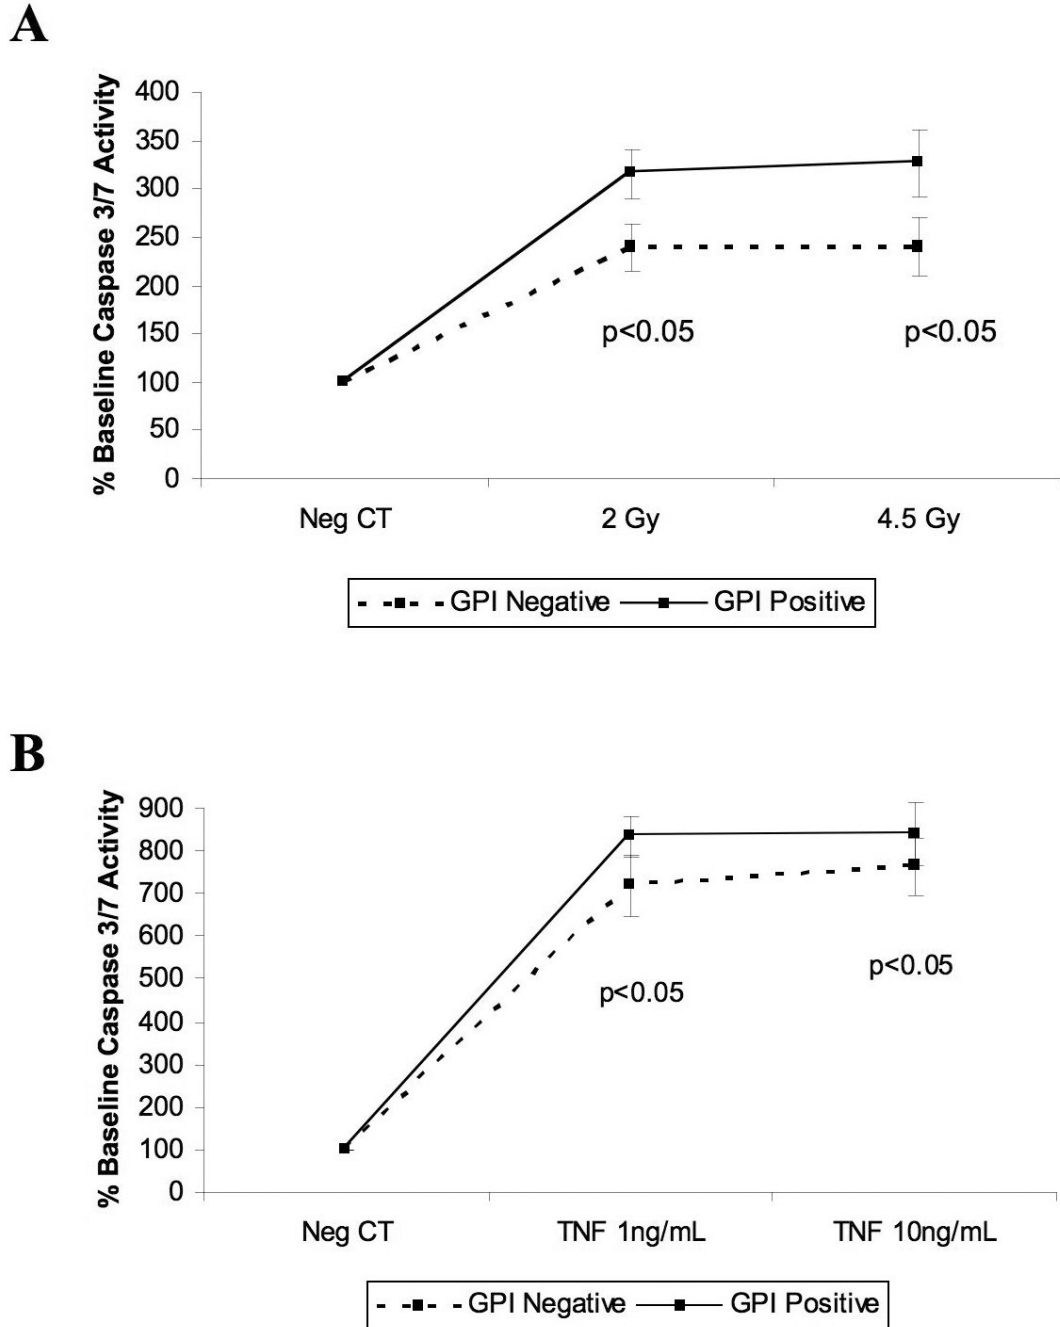 A
% Baseline Caspase 3/7 Activity
400
350
300
250
200
150
100
50
0
p<0.05
p<0.05
Neg CT
2 Gy
4.5 Gy
GPI Negative
GPI Positive
B
% Baseline Caspase 3/7 Activity
900
800
700
600
500
400
300
200
100
0
p<0.05
p<0.05
Neg CT
TNF 1ng/mL
TNF 10ng/mL
GPI Negative
GPI Positive